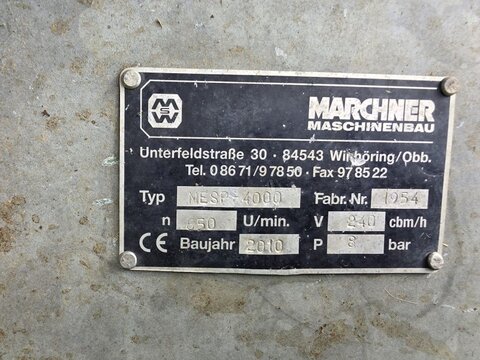 MARCHNER
MASCHINENBAU
Unterfeldstraße 30 · 84543 Winhöring/Obb.
Tel. 0 86 71/9 78 50 · Fax 97 85 22
Typ MESP-4000 Fabr. Nr. 1954
n 650 U/min. V 240 cbm/h
CE Baujahr 2010 P 8 bar